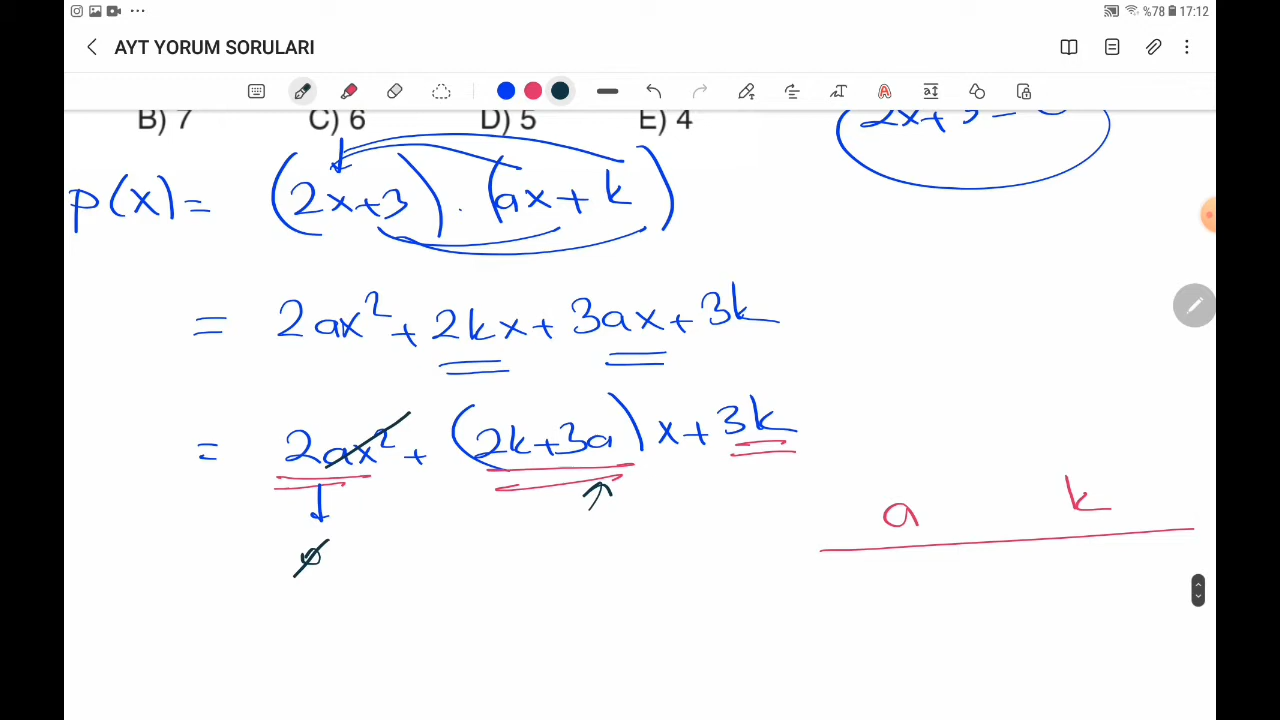 %78 17:12
AYT YORUM SORULARI
B) 7 C) 6 D) 5 E) 4
p(x) = (2x+3) . (ax+k)
= 2ax² + 2kx + 3ax + 3k
= 2ax² + (2k+3a)x + 3k
a k